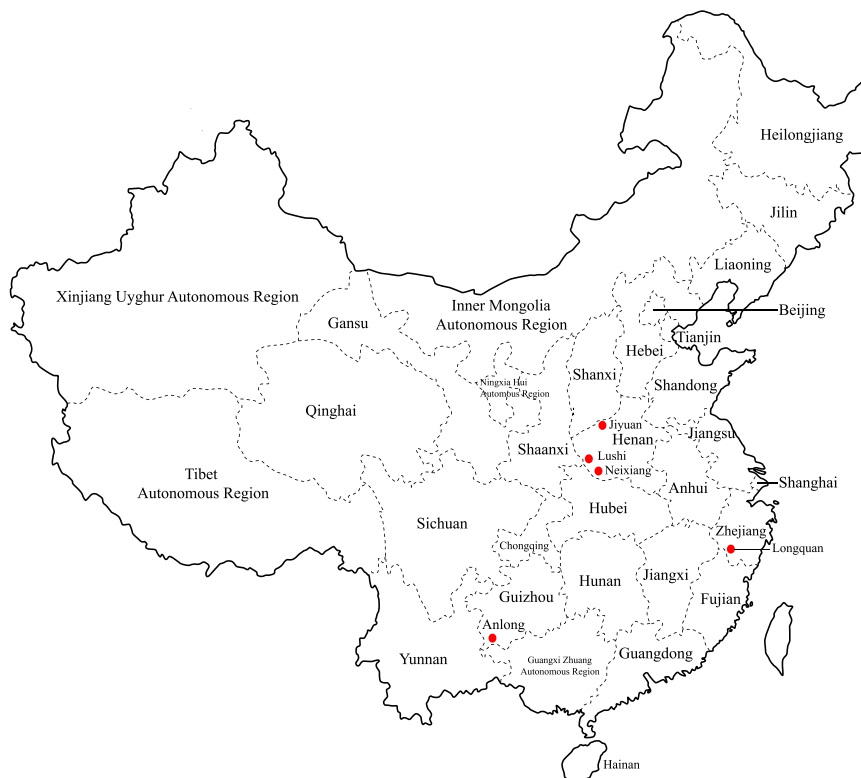 Heilongjiang
Jilin
Liaoning
Xinjiang Uyghur Autonomous Region
Inner Mongolia
Autonomous Region
Beijing
Gansu
Tianjin
Hebei
Shanxi
Ningxia Hui
Autombus Region
Shandong
Qinghai
Jiyuan
Jiangsu
Henan
Shaanxi
Lushi
Neixiang
Tibet
Autonomous Region
Anhui
Shanghai
Hubei
Sichuan
Zhejiang
Chongqing
Longquan
Jiangxi
Hunan
Guizhou
Fujian
Anlong
Guangdong
Yunnan
Guangxi Zhuang
Autonomous Region
Hainan